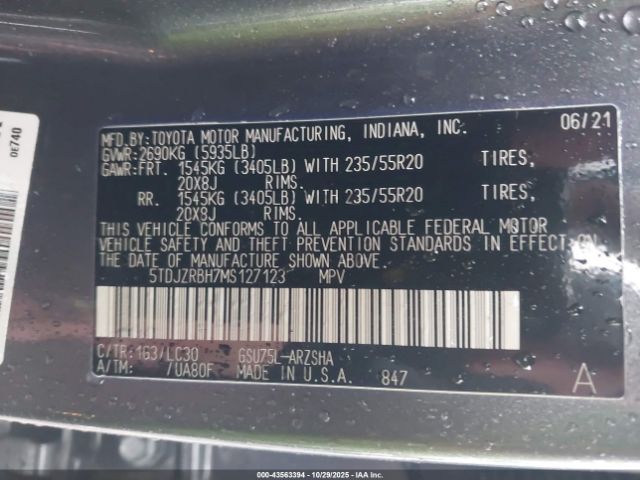 0E740
MFD.BY:TOYOTA MOTOR MANUFACTURING, INDIANA, INC. 06/21
GVWR:2690KG (5935LB)
GAWR:FRT. 1545KG (3405LB) WITH 235/55R20 TIRES,
20X8J RIMS.
RR. 1545KG (3405LB) WITH 235/55R20 TIRES,
20X8J RIMS.
THIS VEHICLE CONFORMS TO ALL APPLICABLE FEDERAL MOTOR
VEHICLE SAFETY AND THEFT PREVENTION STANDARDS IN EFFECT ON
THE DATE OF MANUFACTURE SHOWN ABOVE
5TDJZRBH7MS127123 MPV
C/TR:1G3/LC30 GSU75L-ARZSHA
A/TM: /UA80F MADE IN U.S.A. 847 A
000-43563394 10/29/2025 IAAI.CA